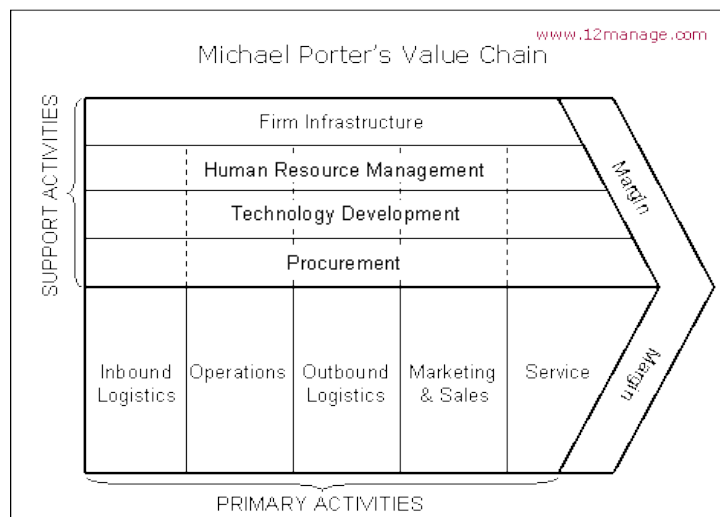 www.12manage.com
Michael Porter's Value Chain
SUPPORT ACTIVITIES
Firm Infrastructure
Human Resource Management
Technology Development
Procurement
Margin
Inbound
Logistics
Operations
Outbound
Logistics
Marketing
& Sales
Service
Margin
PRIMARY ACTIVITIES